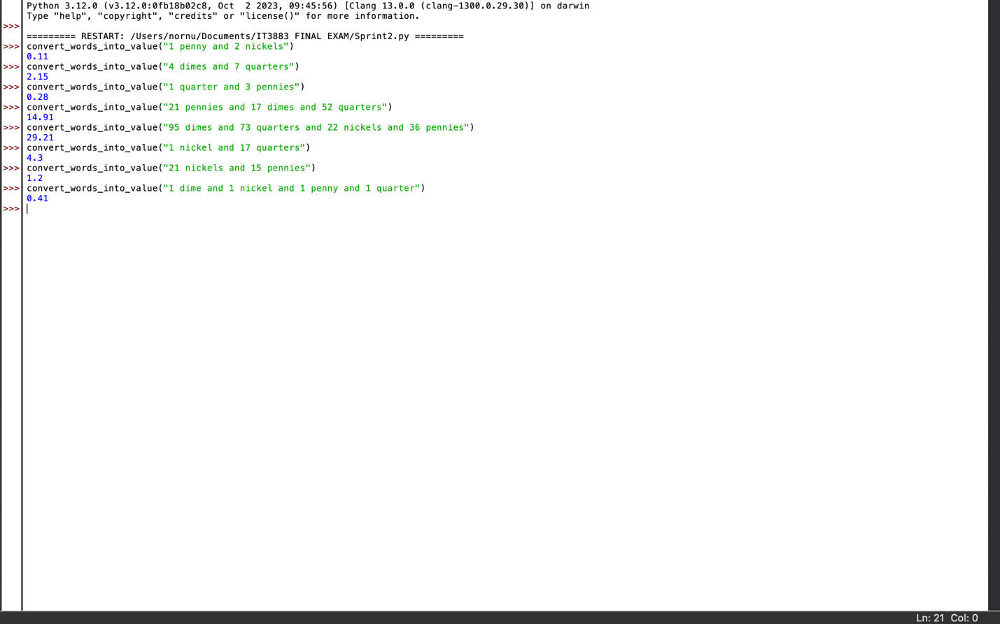 Python 3.12.0 (v3.12.0:0fb18b02c8, Oct  2 2023, 09:45:56) [Clang 13.0.0 (clang-1300.0.29.30)] on darwin
Type "help", "copyright", "credits" or "license()" for more information.
>>>
========= RESTART: /Users/nornu/Documents/IT3883 FINAL EXAM/Sprint2.py =========
>>> convert_words_into_value("1 penny and 2 nickels")
0.11
>>> convert_words_into_value("4 dimes and 7 quarters")
2.15
>>> convert_words_into_value("1 quarter and 3 pennies")
0.28
>>> convert_words_into_value("21 pennies and 17 dimes and 52 quarters")
14.91
>>> convert_words_into_value("95 dimes and 73 quarters and 22 nickels and 36 pennies")
29.21
>>> convert_words_into_value("1 nickel and 17 quarters")
4.3
>>> convert_words_into_value("21 nickels and 15 pennies")
1.2
>>> convert_words_into_value("1 dime and 1 nickel and 1 penny and 1 quarter")
0.41
>>>
Ln: 21 Col: 0